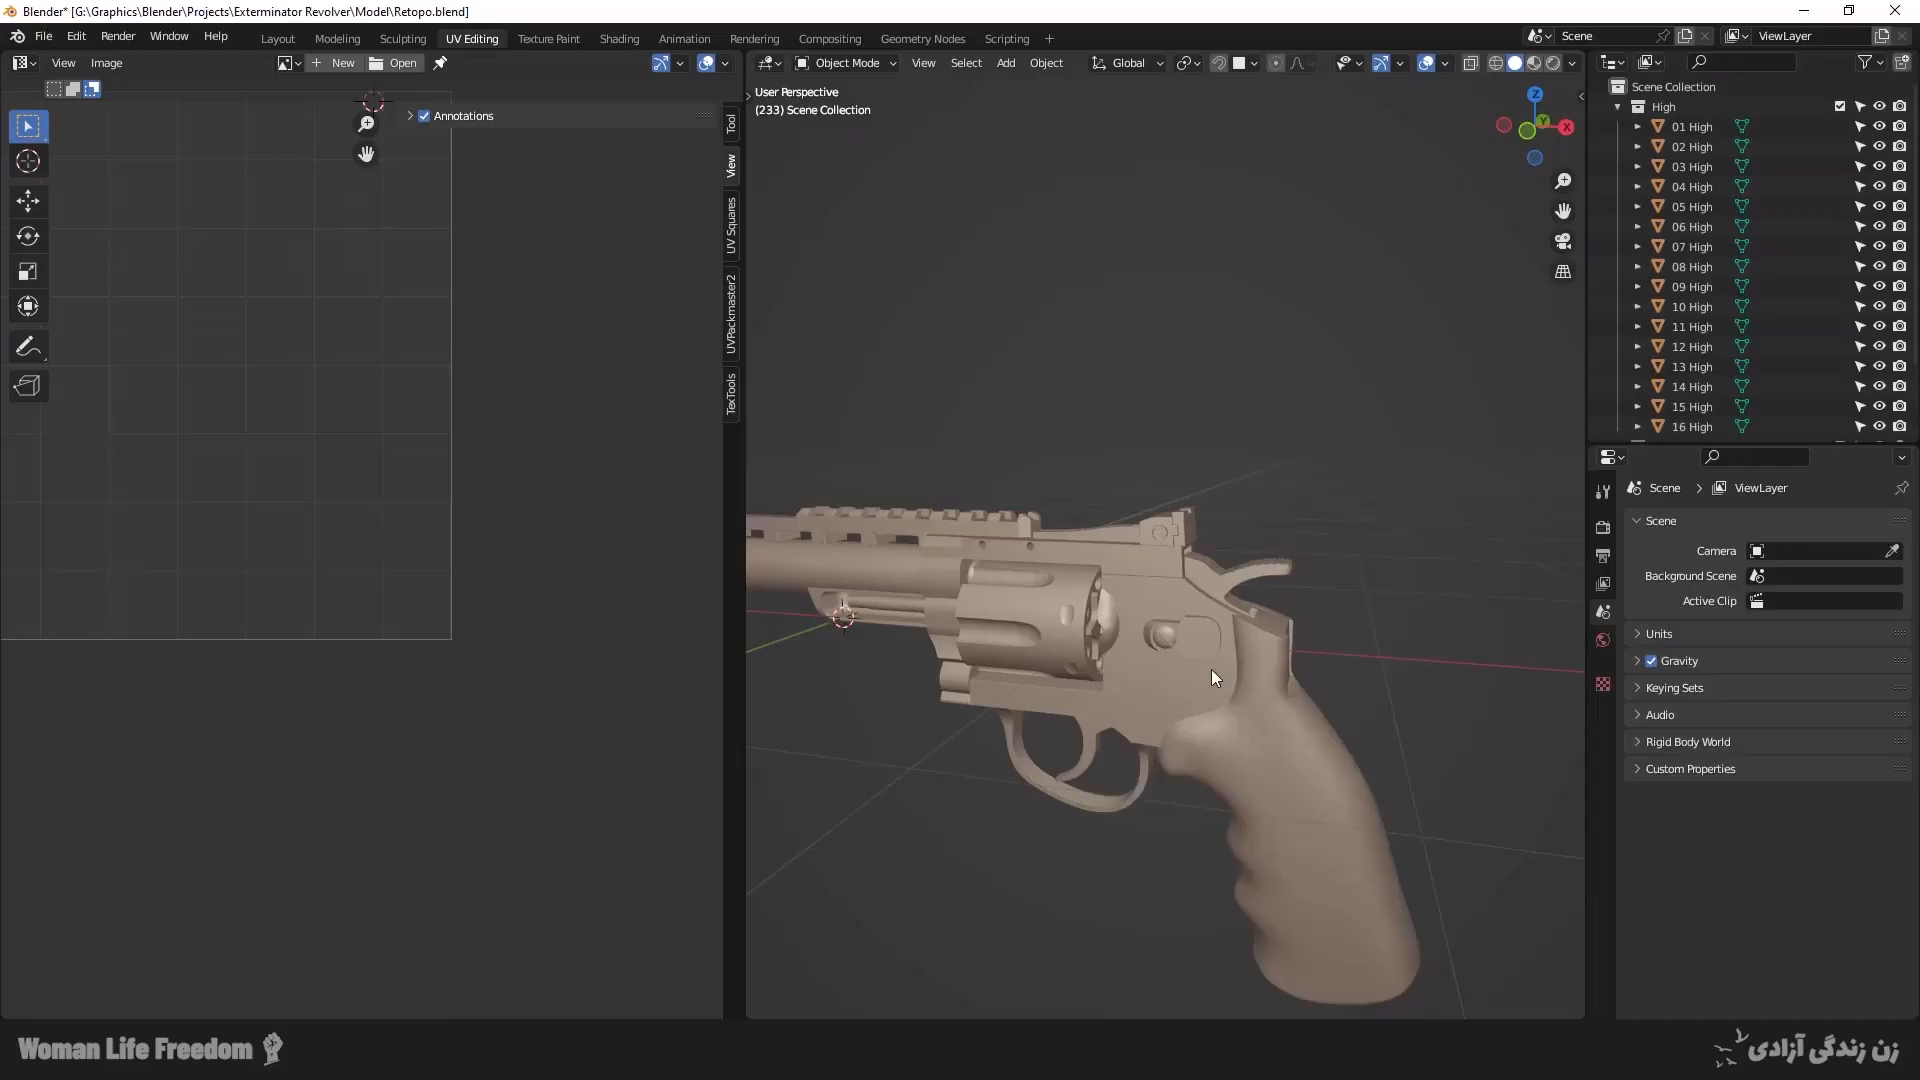 Blender* [G:\Graphics\Blender\Projects\Exterminator Revolver\Model\Retopo.blend]
File Edit Render Window Help Layout Modeling Sculpting UV Editing Texture Paint Shading Animation Rendering Compositing Geometry Nodes Scripting + Scene ViewLayer
View Image New Open Object Mode View Select Add Object Global
Annotations
Tool
View
UV Squares
UVPackmaster2
TexTools
User Perspective
(233) Scene Collection
Z
Y
X
Scene Collection
High
01 High
02 High
03 High
04 High
05 High
06 High
07 High
08 High
09 High
10 High
11 High
12 High
13 High
14 High
15 High
16 High
Scene > ViewLayer
Scene
Camera
Background Scene
Active Clip
Units
Gravity
Keying Sets
Audio
Rigid Body World
Custom Properties
Woman Life Freedom
زن زندگی آزادی